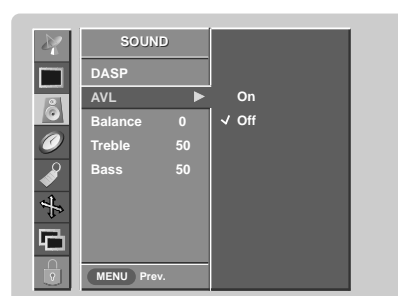 SOUND
DASP
AVL ▶ On
Balance 0 ✓ Off
Treble 50
Bass 50
MENU Prev.